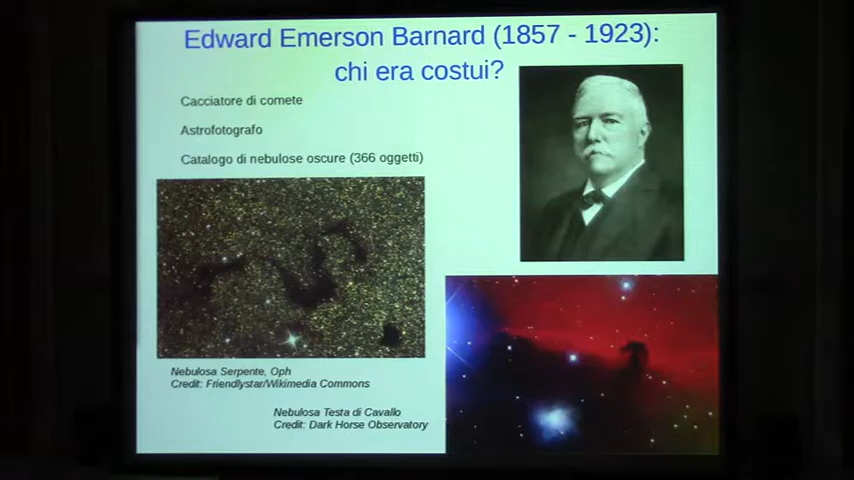 Edward Emerson Barnard (1857 - 1923):
chi era costui?
Cacciatore di comete
Astrofotografo
Catalogo di nebulose oscure (366 oggetti)
Nebulosa Serpente, Oph
Credit: Friendlystar/Wikimedia Commons
Nebulosa Testa di Cavallo
Credit: Dark Horse Observatory